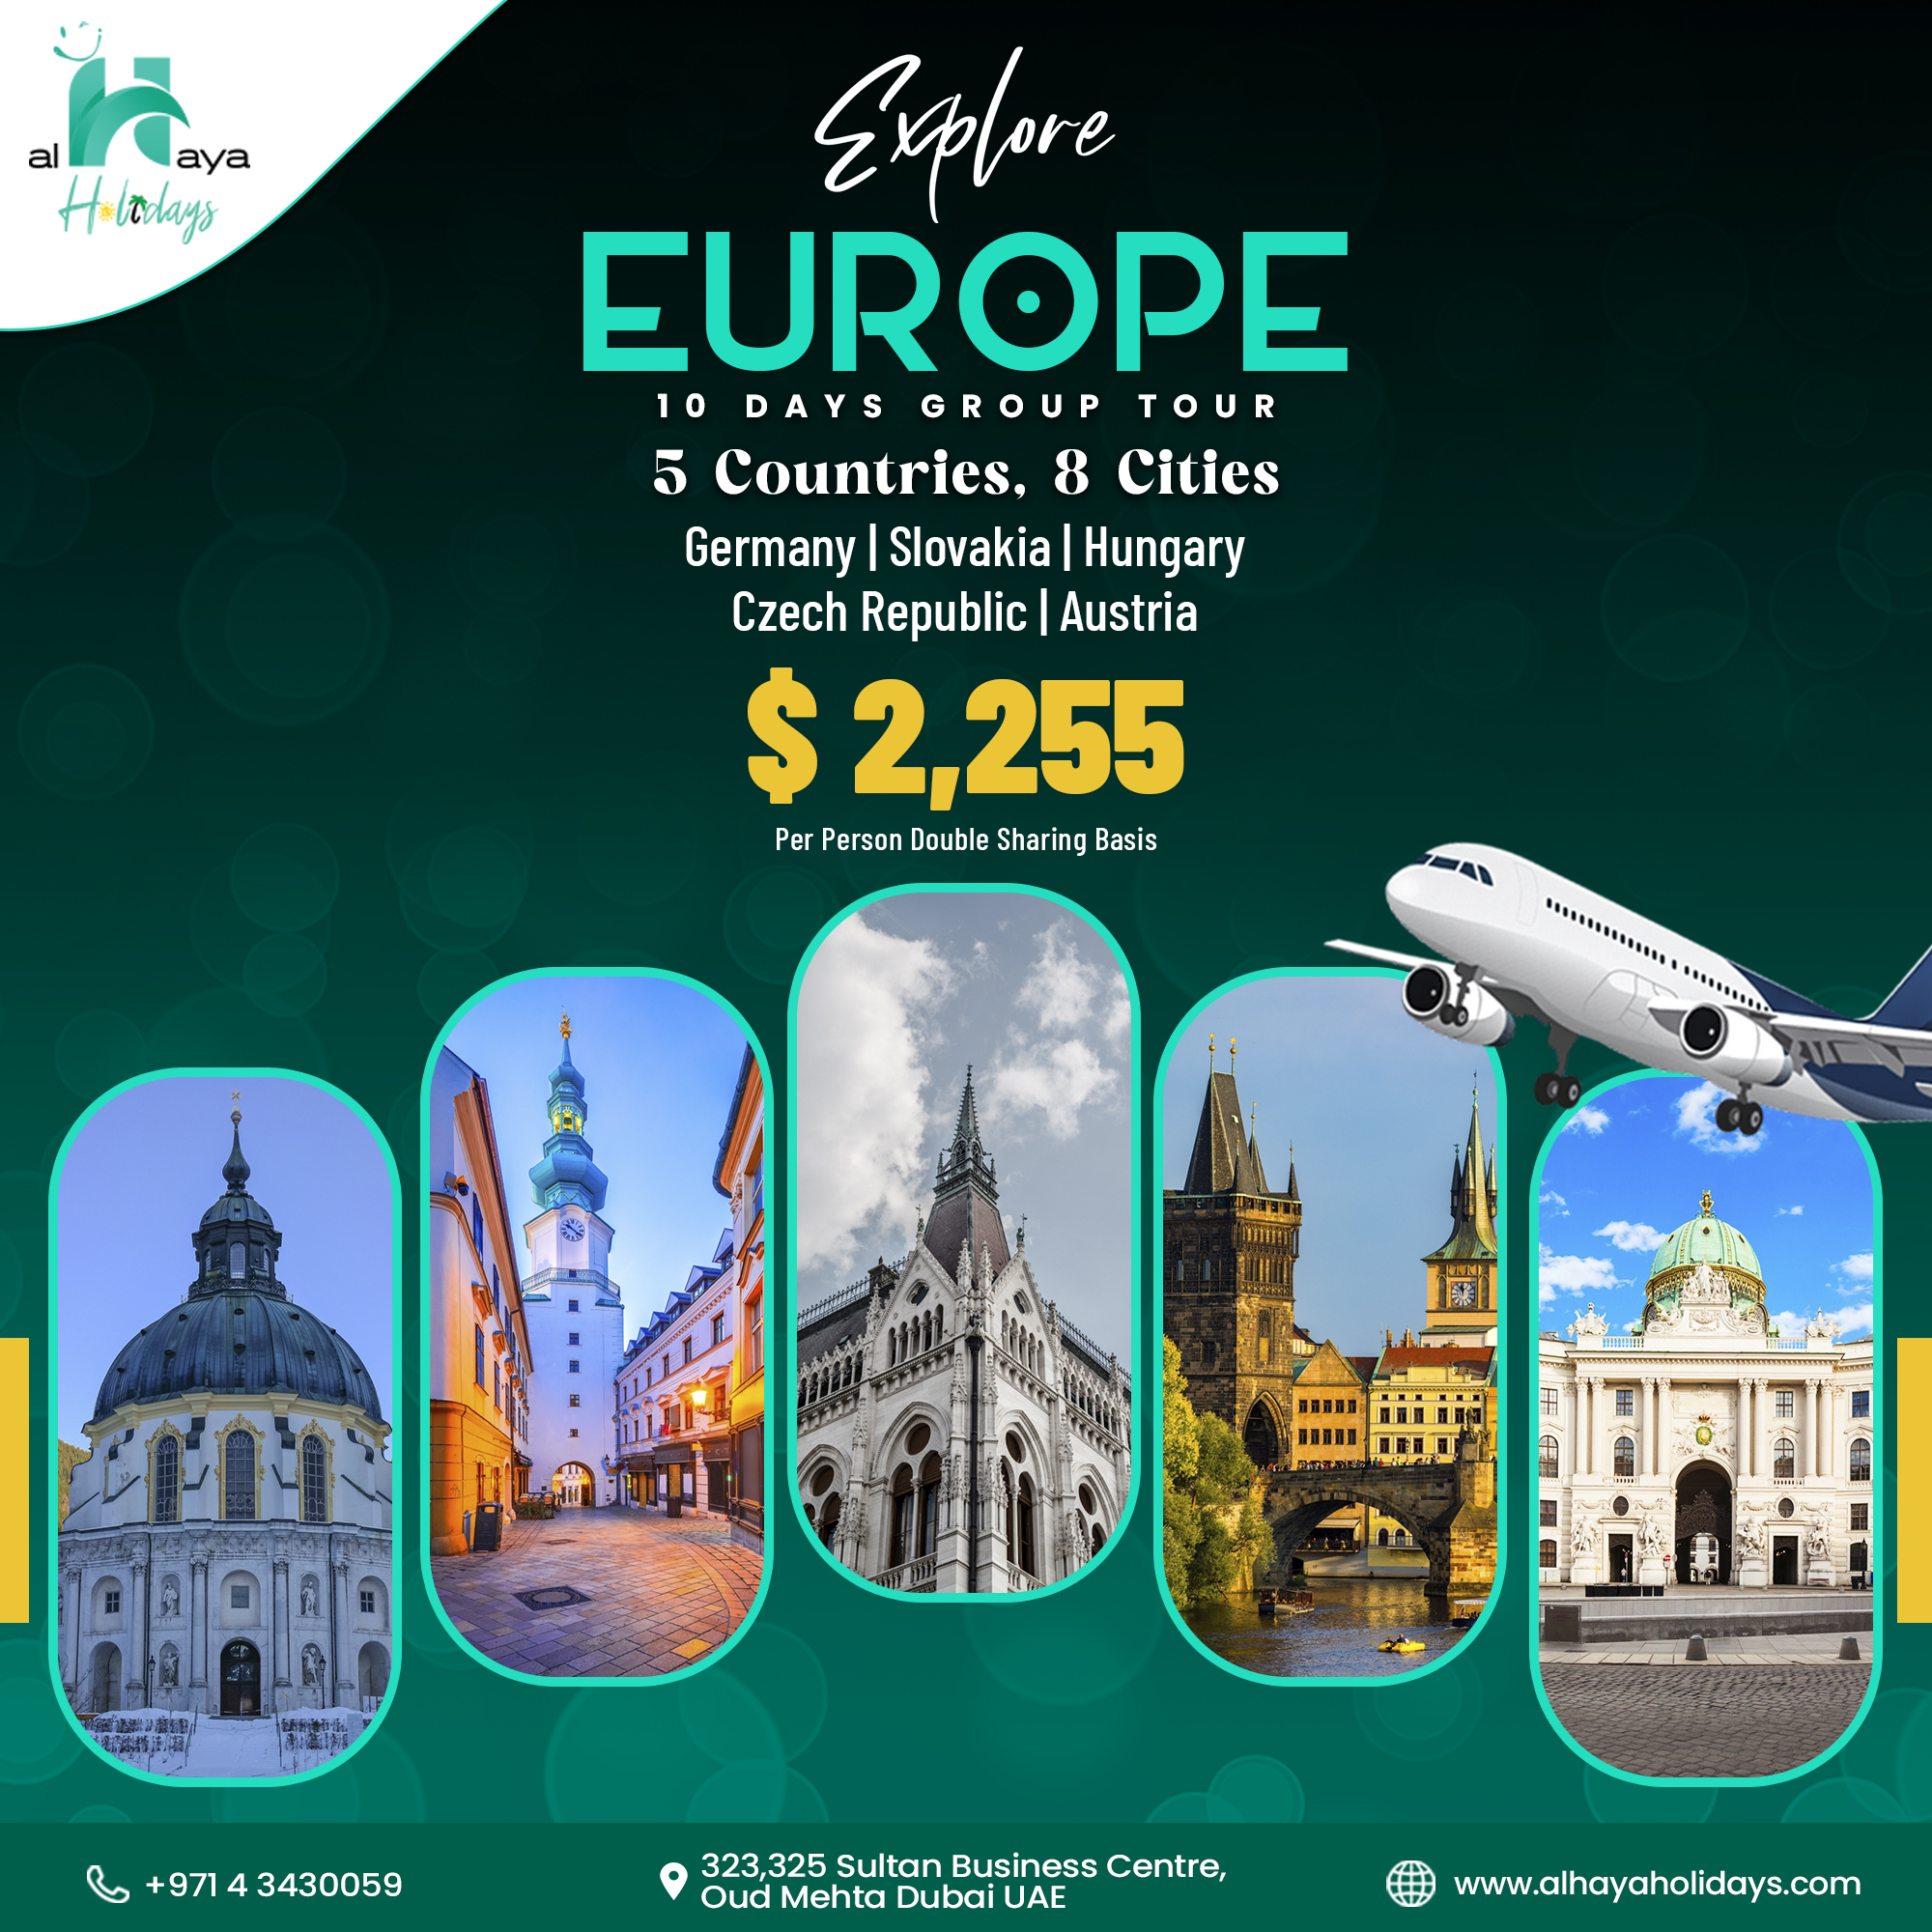 al Haya
Holidays
Explore
EUROPE
10 DAYS GROUP TOUR
5 Countries, 8 Cities
Germany | Slovakia | Hungary
Czech Republic | Austria
$ 2,255
Per Person Double Sharing Basis
+971 4 3430059
323,325 Sultan Business Centre,
Oud Mehta Dubai UAE
www.alhayaholidays.com